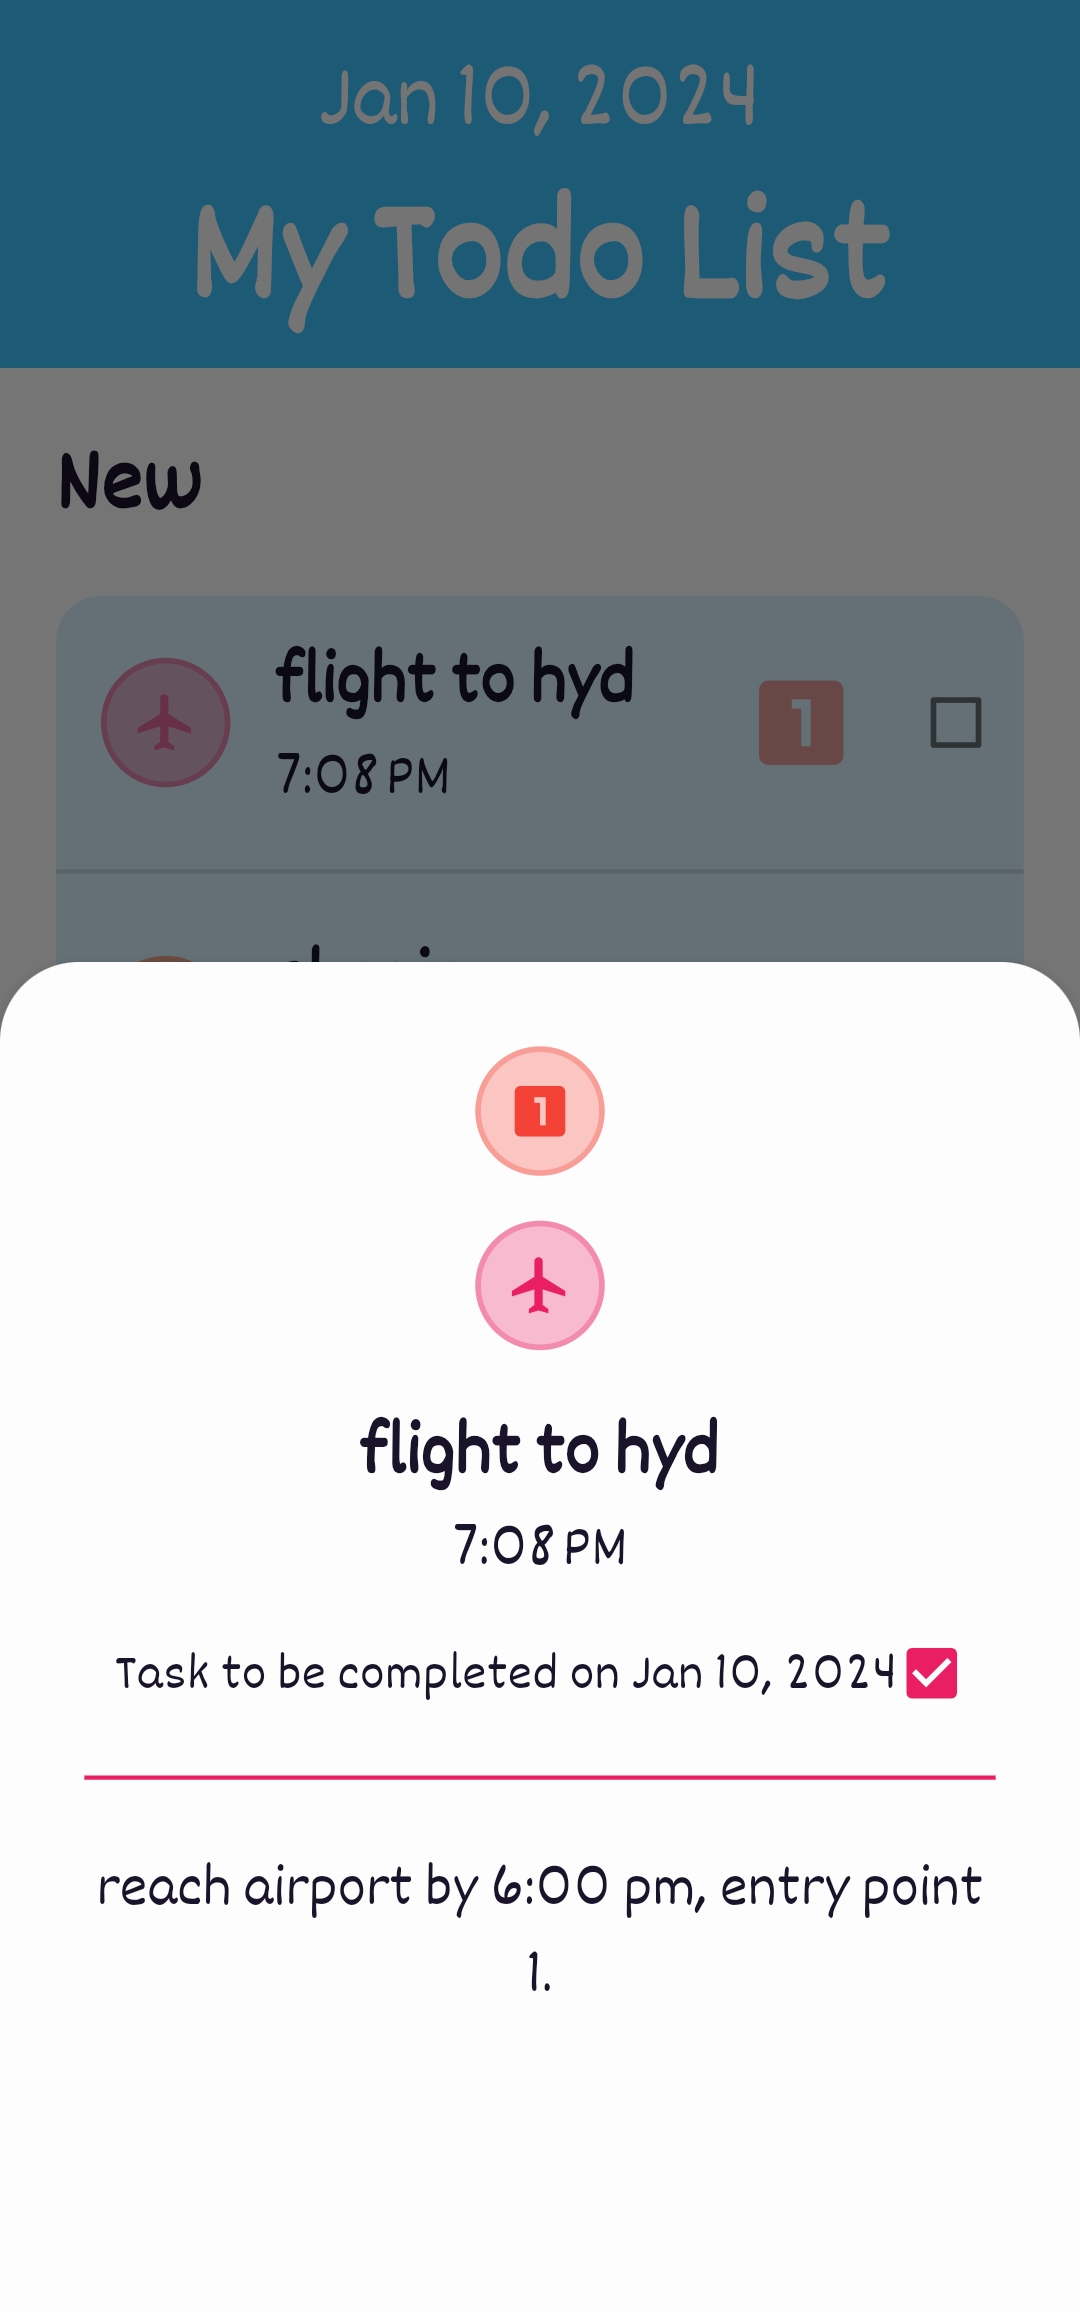 Jan 10, 2024
My Todo List
New
flight to hyd
1
7:08 PM
1
flight to hyd
7:08 PM
Task to be completed on Jan 10, 2024
reach airport by 6:00 pm, entry point
1.